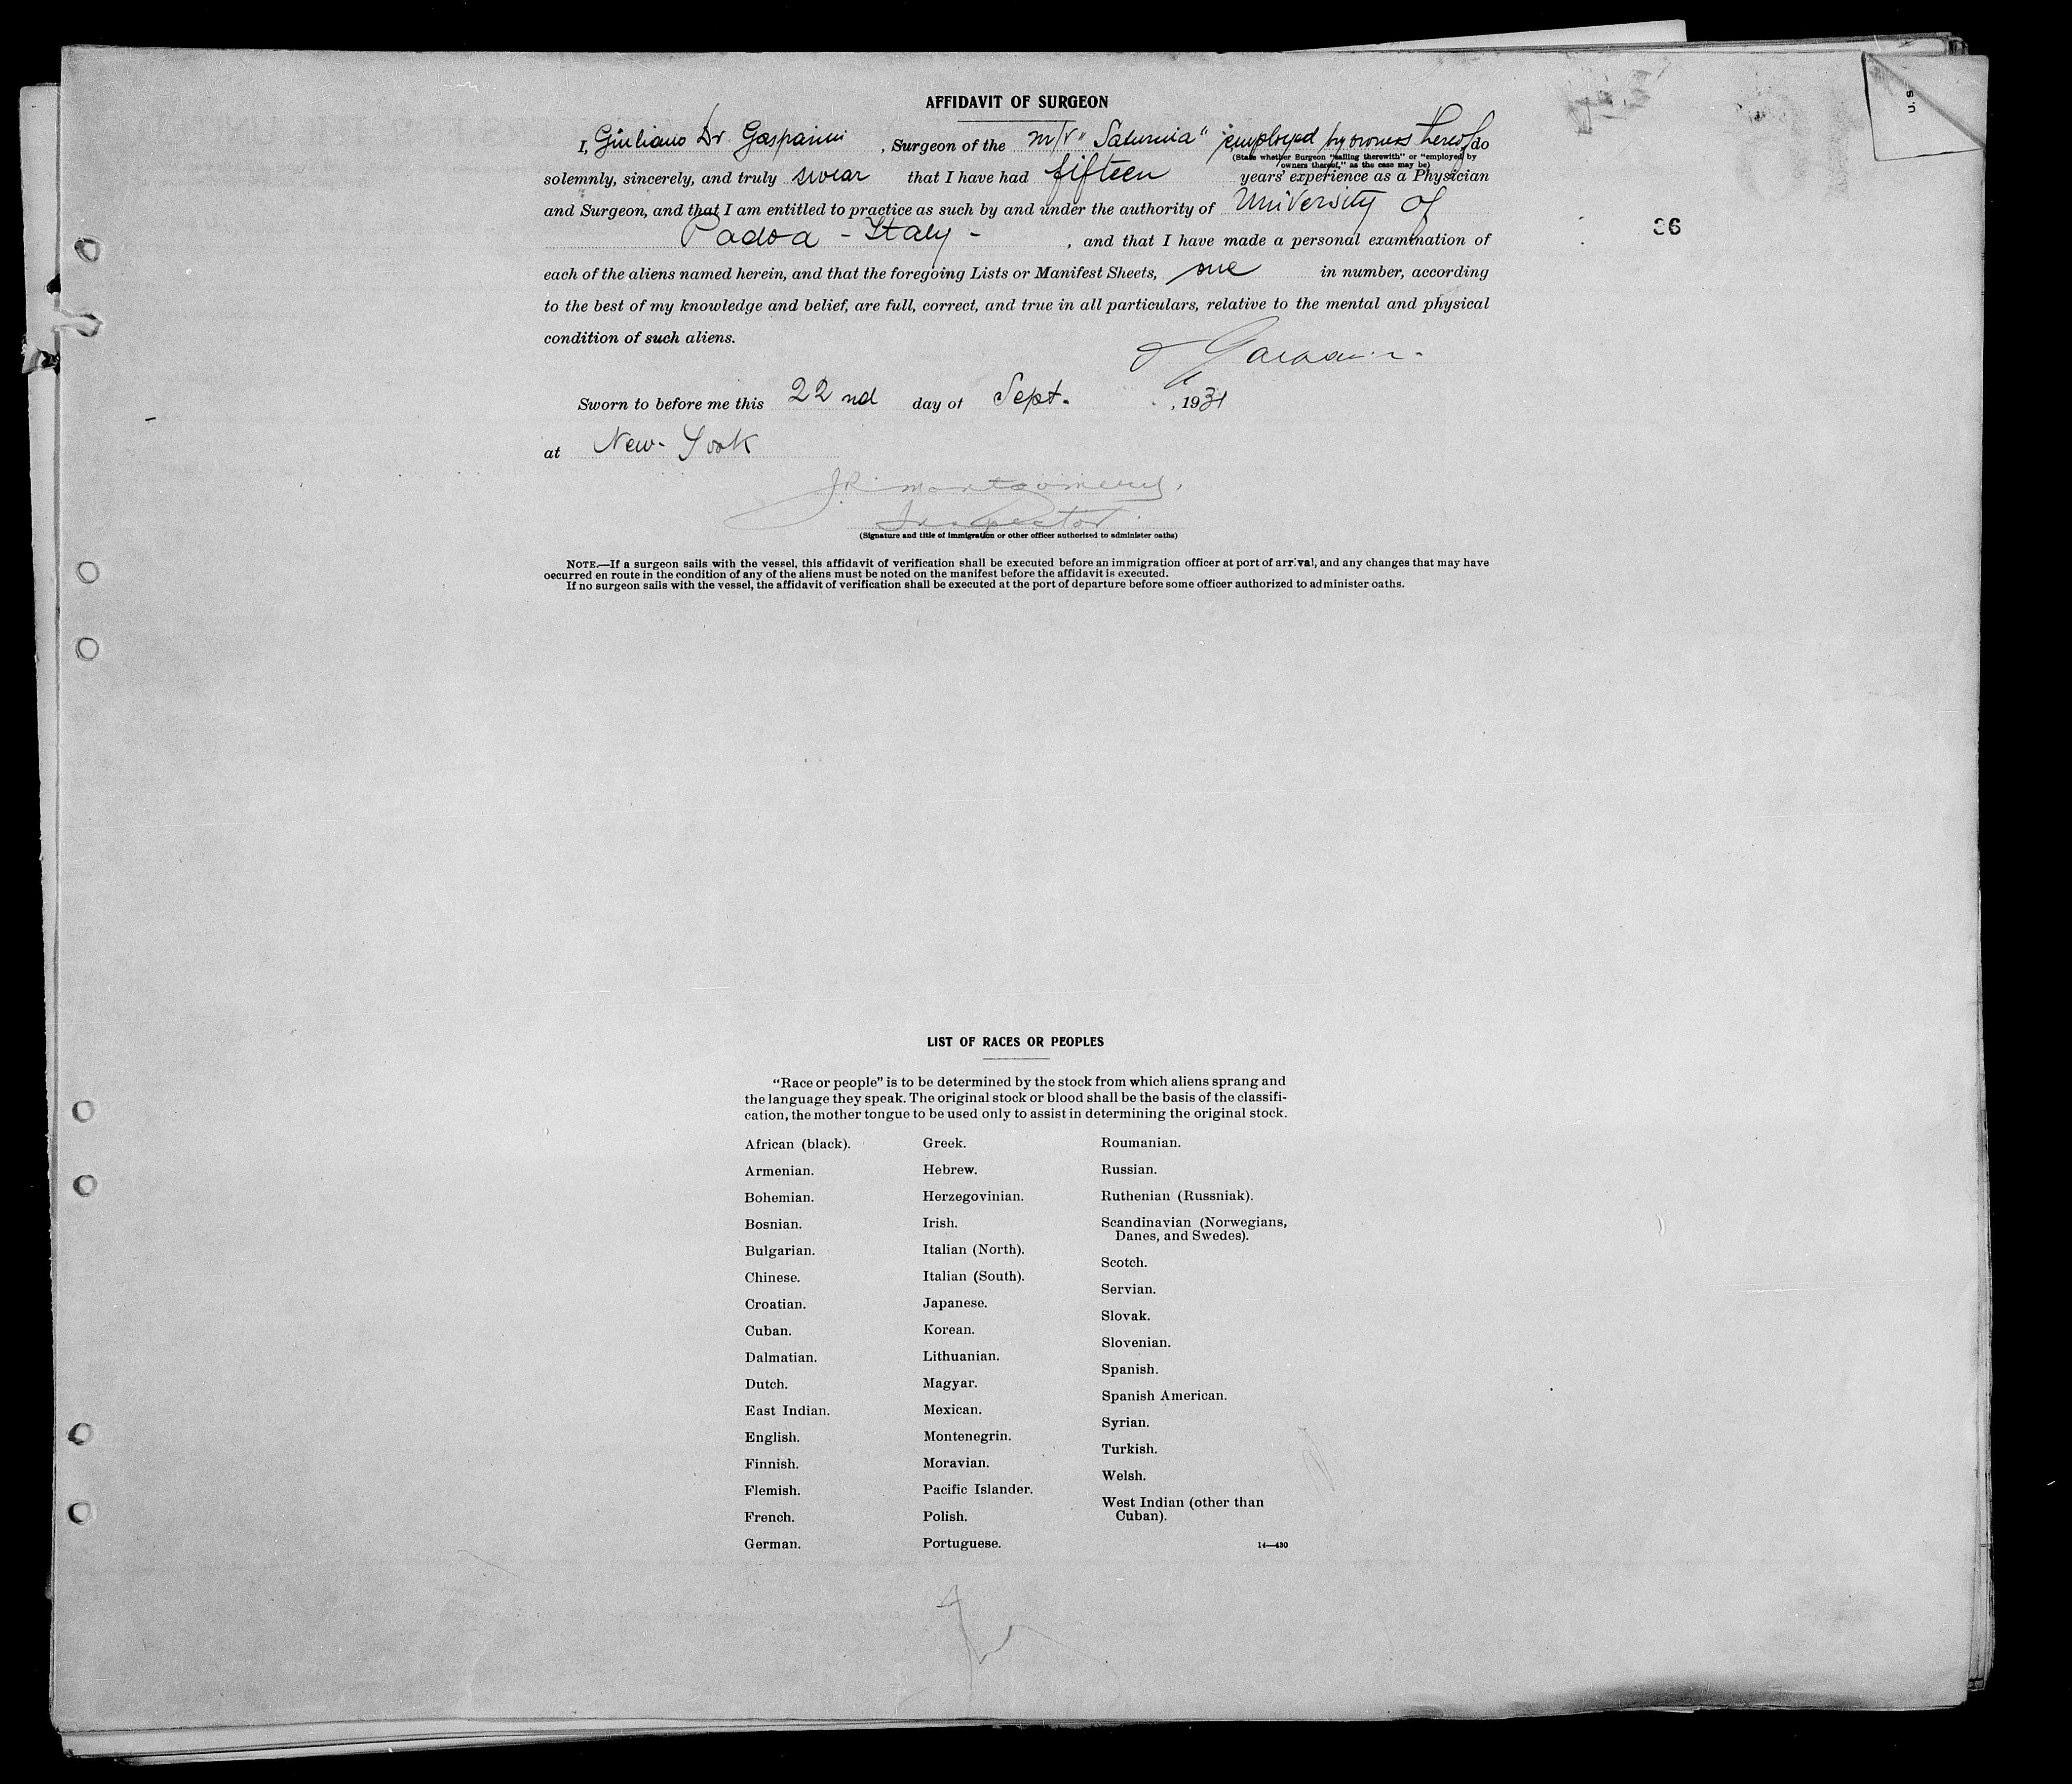 AFFIDAVIT OF SURGEON
I, Giuliano Dr Gasparini, Surgeon of the m/v "Saturnia" "employed by owners thereof" do
(State whether Surgeon "sailing therewith" or "employed by
owners thereof," as the case may be)
solemnly, sincerely, and truly swear that I have had fifteen years' experience as a Physician
and Surgeon, and that I am entitled to practice as such by and under the authority of University of
Padoa - Italy - , and that I have made a personal examination of
36
each of the aliens named herein, and that the foregoing Lists or Manifest Sheets, one in number, according
to the best of my knowledge and belief, are full, correct, and true in all particulars, relative to the mental and physical
condition of such aliens.
Sworn to before me this 22nd day of Sept. , 1931
at New-York
J R Montgomery,
Inspector
(Signature and title of immigration or other officer authorized to administer oaths)
NOTE.—If a surgeon sails with the vessel, this affidavit of verification shall be executed before an immigration officer at port of arrival, and any changes that may have
occurred en route in the condition of any of the aliens must be noted on the manifest before the affidavit is executed.
If no surgeon sails with the vessel, the affidavit of verification shall be executed at the port of departure before some officer authorized to administer oaths.
LIST OF RACES OR PEOPLES
"Race or people" is to be determined by the stock from which aliens sprang and
the language they speak. The original stock or blood shall be the basis of the classifi-
cation, the mother tongue to be used only to assist in determining the original stock.
African (black).
Armenian.
Bohemian.
Bosnian.
Bulgarian.
Chinese.
Croatian.
Cuban.
Dalmatian.
Dutch.
East Indian.
English.
Finnish.
Flemish.
French.
German.
Greek.
Hebrew.
Herzegovinian.
Irish.
Italian (North).
Italian (South).
Japanese.
Korean.
Lithuanian.
Magyar.
Mexican.
Montenegrin.
Moravian.
Pacific Islander.
Polish.
Portuguese.
Roumanian.
Russian.
Ruthenian (Russniak).
Scandinavian (Norwegians,
Danes, and Swedes).
Scotch.
Servian.
Slovak.
Slovenian.
Spanish.
Spanish American.
Syrian.
Turkish.
Welsh.
West Indian (other than
Cuban).
14—430
U. S